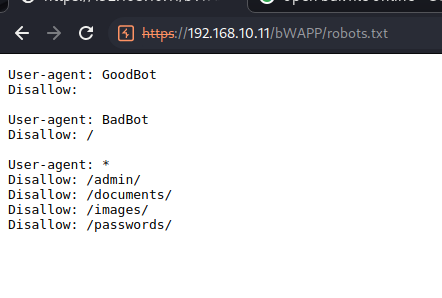 https://192.168.10.11/bWAPP/robots.txt
User-agent: GoodBot
Disallow:
User-agent: BadBot
Disallow: /
User-agent: *
Disallow: /admin/
Disallow: /documents/
Disallow: /images/
Disallow: /passwords/